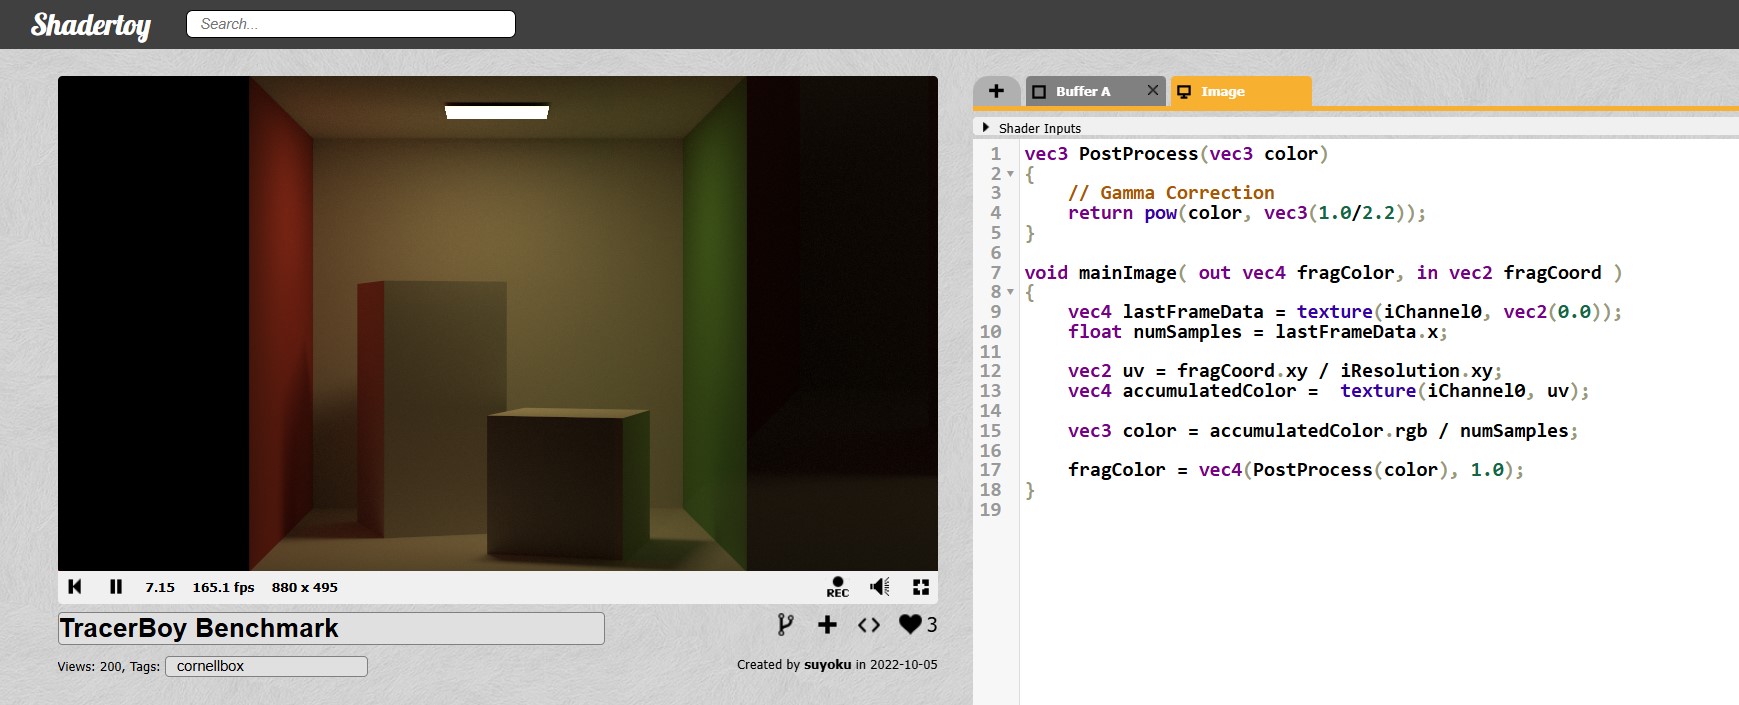 Shadertoy
Search...
Buffer A
Image
Shader Inputs
1 vec3 PostProcess(vec3 color)
2 {
3     // Gamma Correction
4     return pow(color, vec3(1.0/2.2));
5 }
6
7 void mainImage( out vec4 fragColor, in vec2 fragCoord )
8 {
9     vec4 lastFrameData = texture(iChannel0, vec2(0.0));
10     float numSamples = lastFrameData.x;
11
12     vec2 uv = fragCoord.xy / iResolution.xy;
13     vec4 accumulatedColor =  texture(iChannel0, uv);
14
15     vec3 color = accumulatedColor.rgb / numSamples;
16
17     fragColor = vec4(PostProcess(color), 1.0);
18 }
19
7.15 165.1 fps 880 x 495
REC
TracerBoy Benchmark
3
Views: 200, Tags: cornellbox
Created by suyoku in 2022-10-05